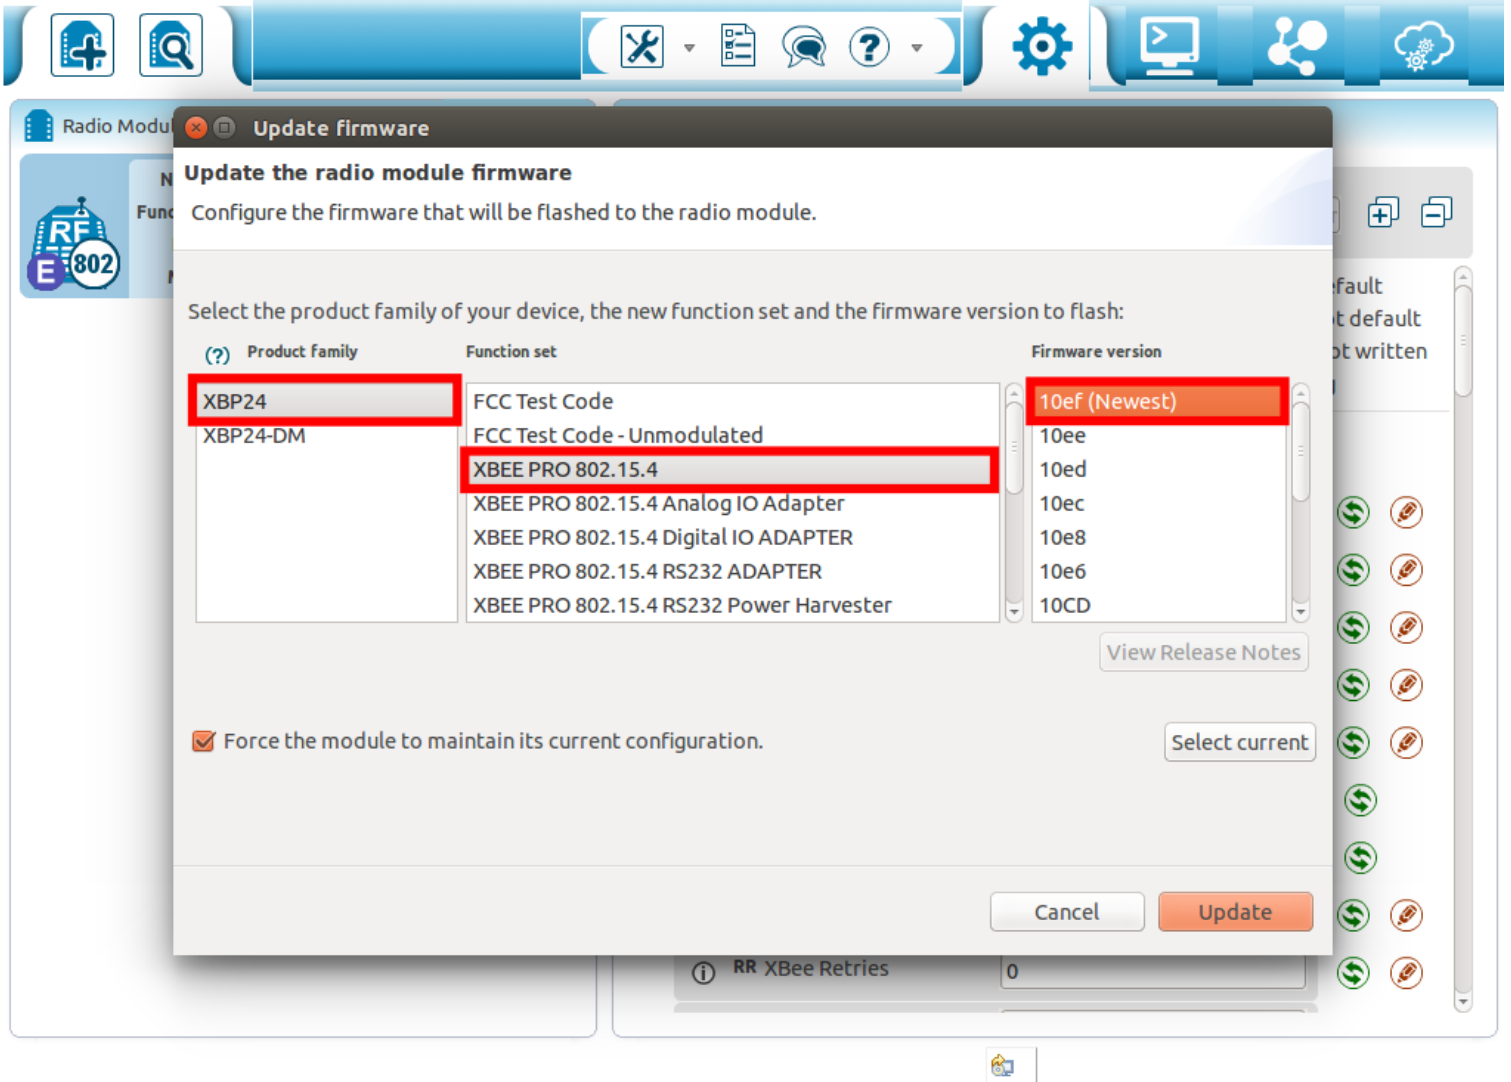 Radio Modul
Update firmware
Update the radio module firmware
Configure the firmware that will be flashed to the radio module.
N
Func
RF
E
802
Select the product family of your device, the new function set and the firmware version to flash:
(?) Product family
Function set
Firmware version
XBP24
XBP24-DM
FCC Test Code
FCC Test Code - Unmodulated
XBEE PRO 802.15.4
XBEE PRO 802.15.4 Analog IO Adapter
XBEE PRO 802.15.4 Digital IO ADAPTER
XBEE PRO 802.15.4 RS232 ADAPTER
XBEE PRO 802.15.4 RS232 Power Harvester
10ef (Newest)
10ee
10ed
10ec
10e8
10e6
10CD
fault
t default
ot written
View Release Notes
Force the module to maintain its current configuration.
Select current
Cancel
Update
RR XBee Retries
0